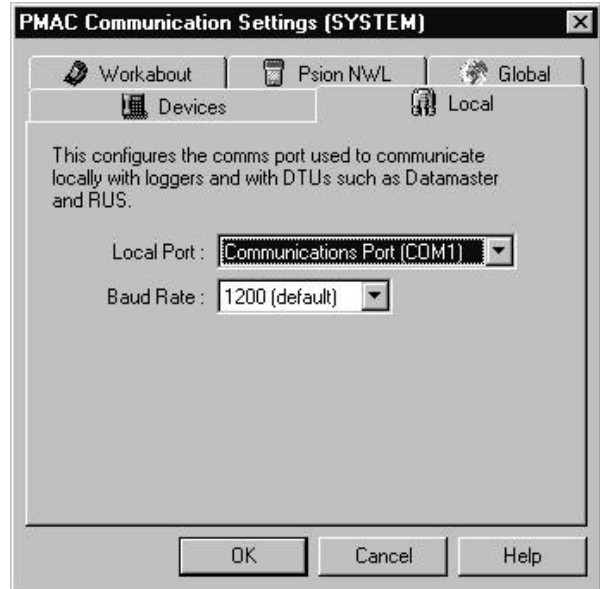 PMAC Communication Settings (SYSTEM)
Workabout
Psion NWL
Global
Devices
Local
This configures the comms port used to communicate
locally with loggers and with DTUs such as Datamaster
and RUS.
Local Port : Communications Port (COM1)
Baud Rate : 1200 (default)
OK Cancel Help